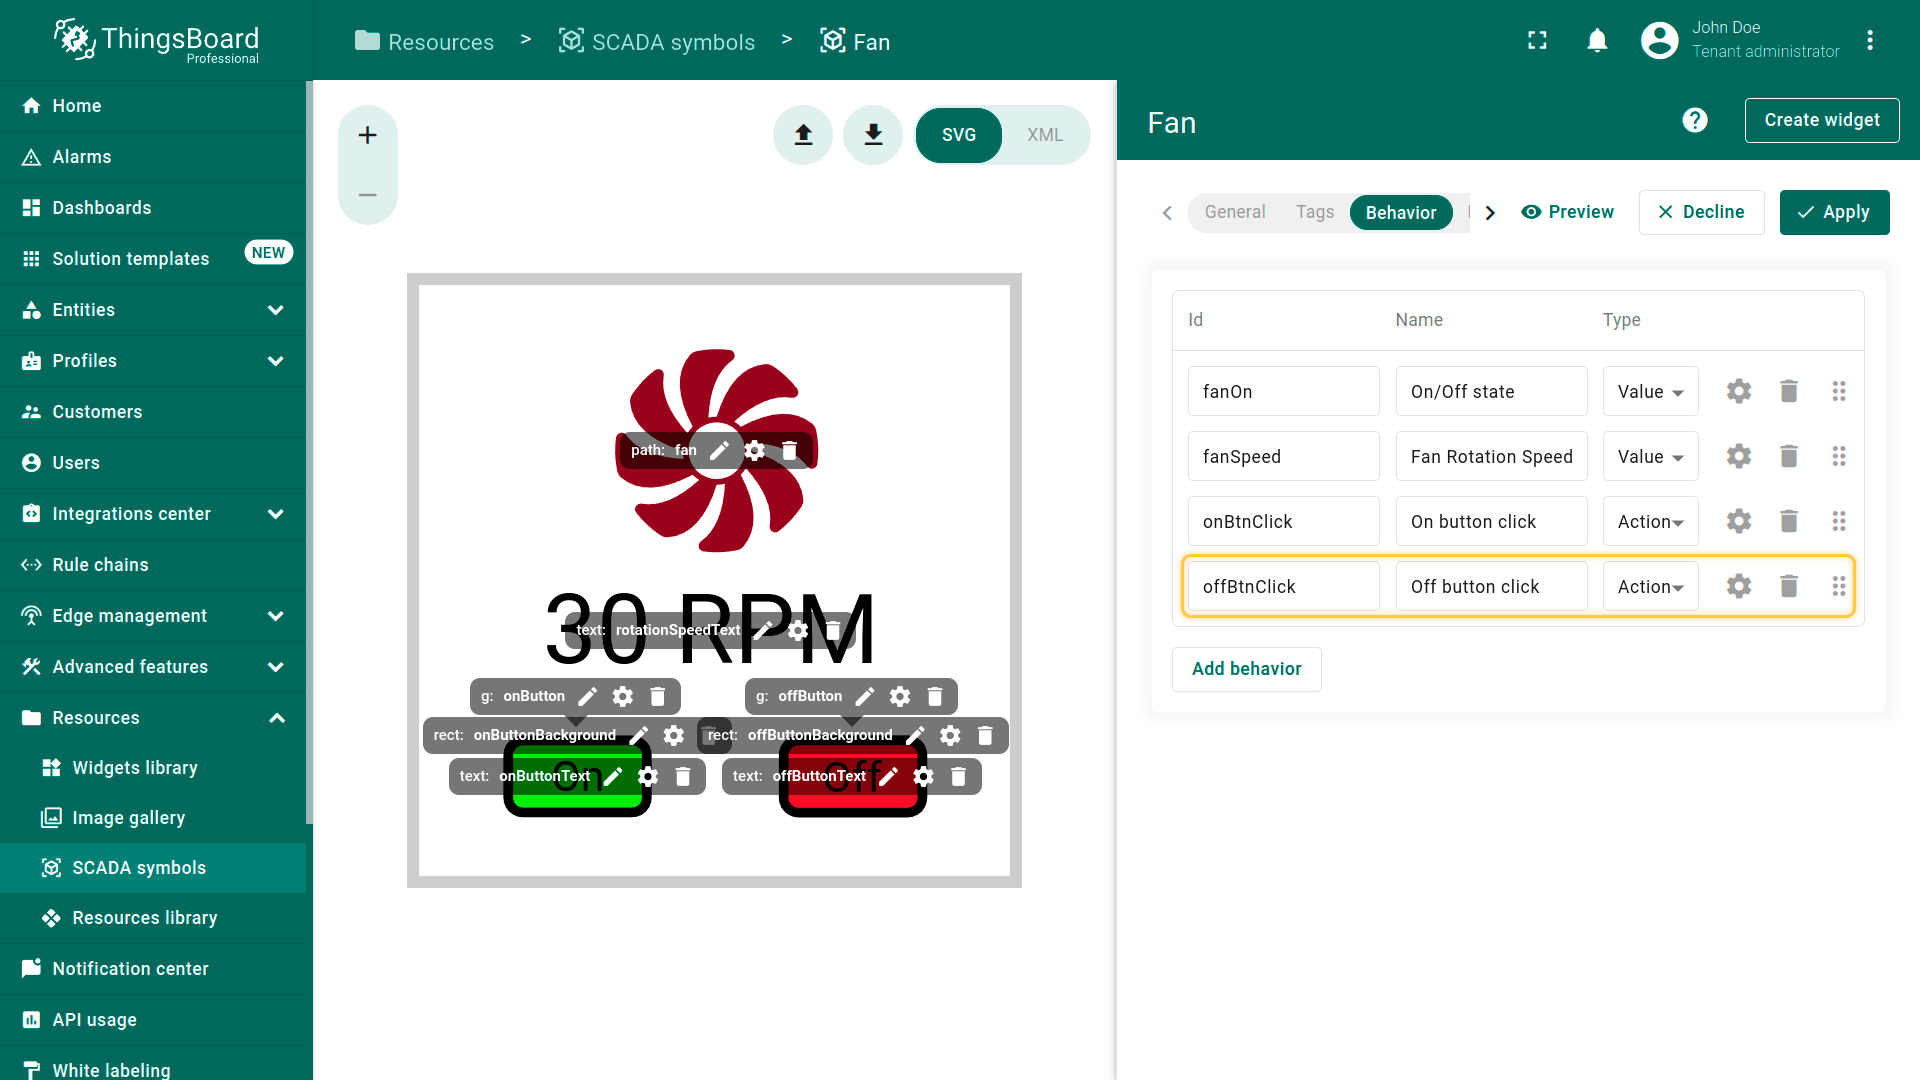 ThingsBoard
Professional
Resources > SCADA symbols > Fan
John Doe
Tenant administrator
Home
Alarms
Dashboards
Solution templates NEW
Entities
Profiles
Customers
Users
Integrations center
Rule chains
Edge management
Advanced features
Resources
Widgets library
Image gallery
SCADA symbols
Resources library
Notification center
API usage
White labeling
SVG XML
path: fan
30 RPM
text: rotationSpeedText
g: onButton
g: offButton
rect: onButtonBackground
rect: offButtonBackground
On
text: onButtonText
Off
text: offButtonText
Fan
Create widget
General Tags Behavior
Preview
Decline
Apply
Id Name Type
fanOn On/Off state Value
fanSpeed Fan Rotation Speed Value
onBtnClick On button click Action
offBtnClick Off button click Action
Add behavior